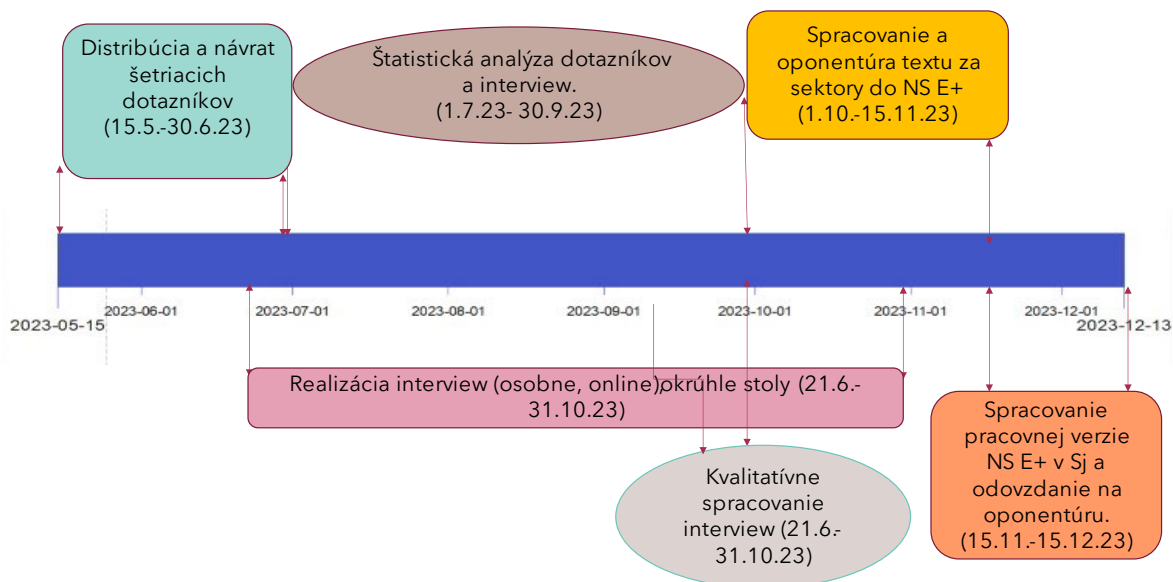 Distribúcia a návrat
šetriacich
dotazníkov
(15.5.-30.6.23)
Štatistická analýza dotazníkov
a interview.
(1.7.23- 30.9.23)
Spracovanie a
oponentúra textu za
sektory do NS E+
(1.10.-15.11.23)
2023-05-15
2023-06-01
2023-07-01
2023-08-01
2023-09-01
2023-10-01
2023-11-01
2023-12-01
2023-12-13
Realizácia interview (osobne, online),okrúhle stoly (21.6.-
31.10.23)
Kvalitatívne
spracovanie
interview (21.6.-
31.10.23)
Spracovanie
pracovnej verzie
NS E+ v Sj a
odovzdanie na
oponentúru.
(15.11.-15.12.23)